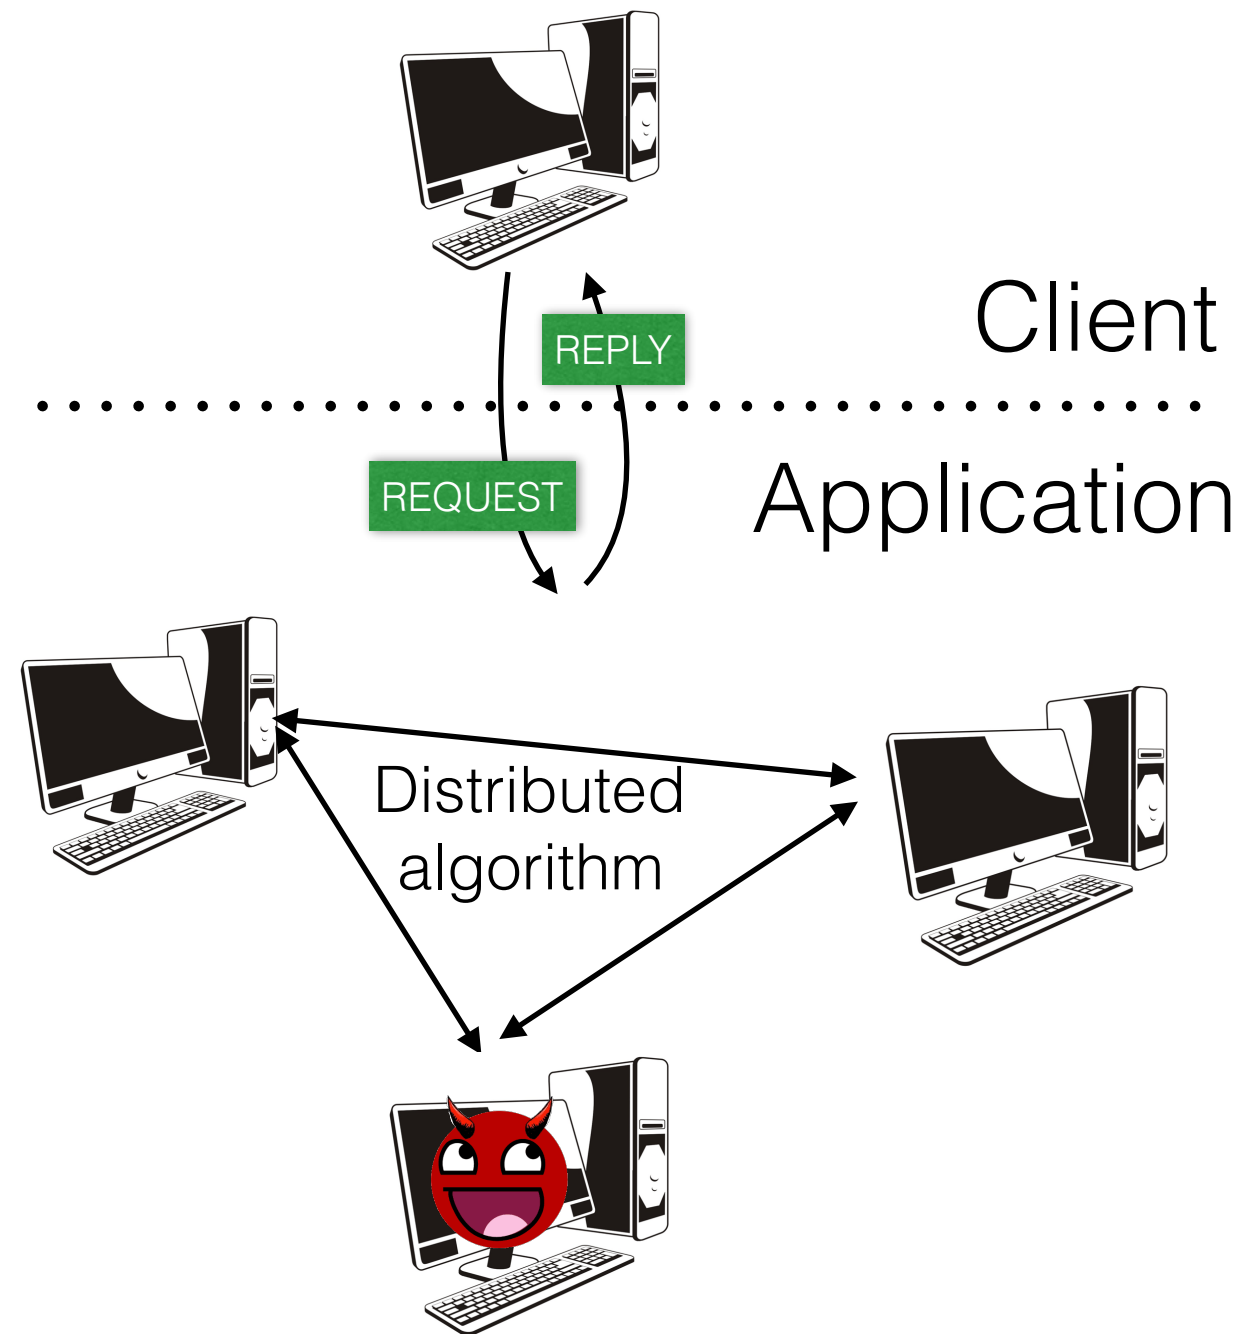 Client
REPLY
REQUEST
Application
Distributed
algorithm